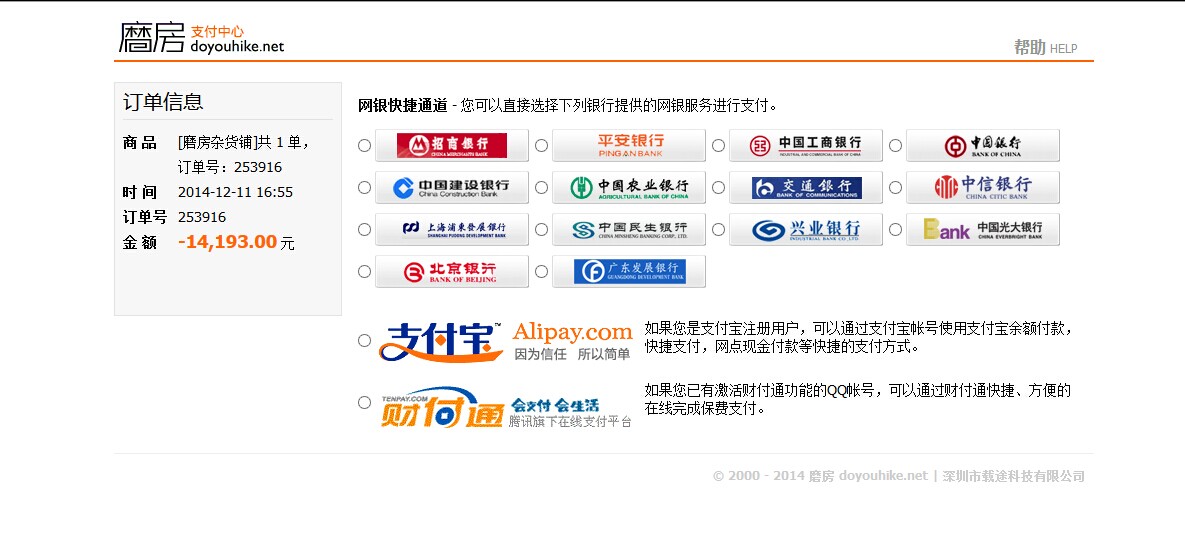 磨房 支付中心
doyouhike.net
帮助 HELP
订单信息
商 品 [磨房杂货铺]共 1 单，
订单号：253916
时 间 2014-12-11 16:55
订单号 253916
金 额 -14,193.00 元
网银快捷通道 - 您可以直接选择下列银行提供的网银服务进行支付。
招商银行
CHINA MERCHANTS BANK
平安银行
PING AN BANK
中国工商银行
INDUSTRIAL AND COMMERCIAL BANK OF CHINA
中国银行
BANK OF CHINA
中国建设银行
China Construction Bank
中国农业银行
AGRICULTURAL BANK OF CHINA
交通银行
BANK OF COMMUNICATIONS
中信银行
CHINA CITIC BANK
上海浦東發展銀行
SHANGHAI PUDONG DEVELOPMENT BANK
中国民生银行
CHINA MINSHENG BANKING CORP., LTD.
兴业银行
INDUSTRIAL BANK CO.,LTD.
Bank 中国光大银行
CHINA EVERBRIGHT BANK
北京银行
BANK OF BEIJING
广东发展银行
GUANGDONG DEVELOPMENT BANK
支付宝™ Alipay.com
因为信任 所以简单
如果您是支付宝注册用户，可以通过支付宝帐号使用支付宝余额付款，
快捷支付，网点现金付款等快捷的支付方式。
TENPAY.COM
财付通 会支付 会生活
腾讯旗下在线支付平台
如果您已有激活财付通功能的QQ帐号，可以通过财付通快捷、方便的
在线完成保费支付。
© 2000 - 2014 磨房 doyouhike.net | 深圳市载途科技有限公司